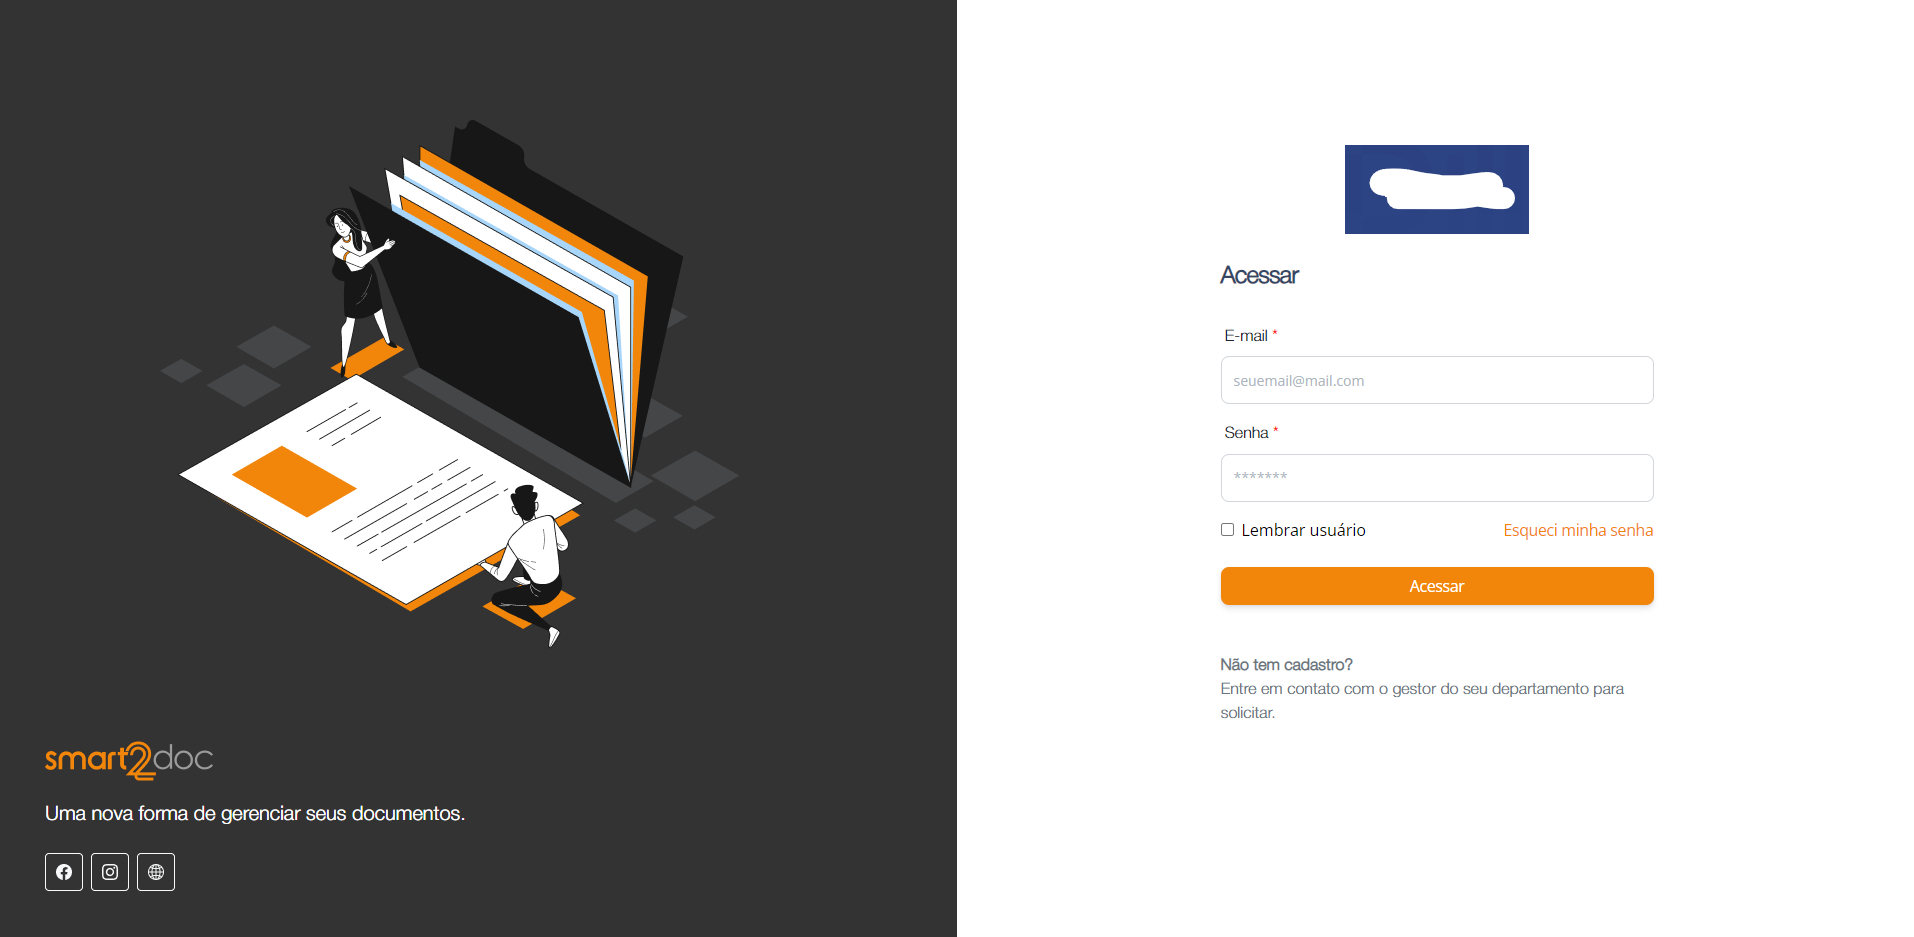 smart2doc
Uma nova forma de gerenciar seus documentos.
Acessar
E-mail *
seuemail@mail.com
Senha *
*******
Lembrar usuário
Esqueci minha senha
Acessar
Não tem cadastro?
Entre em contato com o gestor do seu departamento para
solicitar.